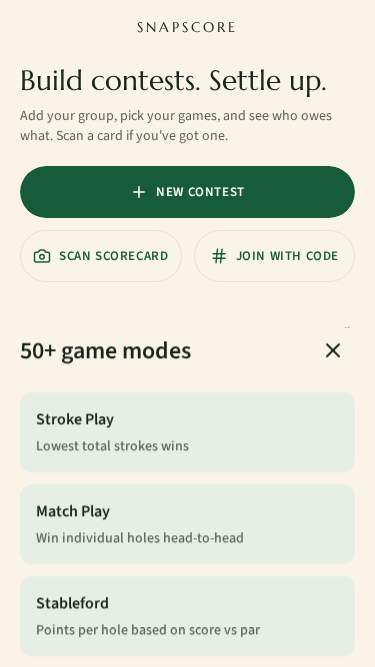 SNAPSCORE
Build contests. Settle up.
Add your group, pick your games, and see who owes
what. Scan a card if you've got one.
NEW CONTEST
SCAN SCORECARD
JOIN WITH CODE
50+ game modes
Stroke Play
Lowest total strokes wins
Match Play
Win individual holes head-to-head
Stableford
Points per hole based on score vs par